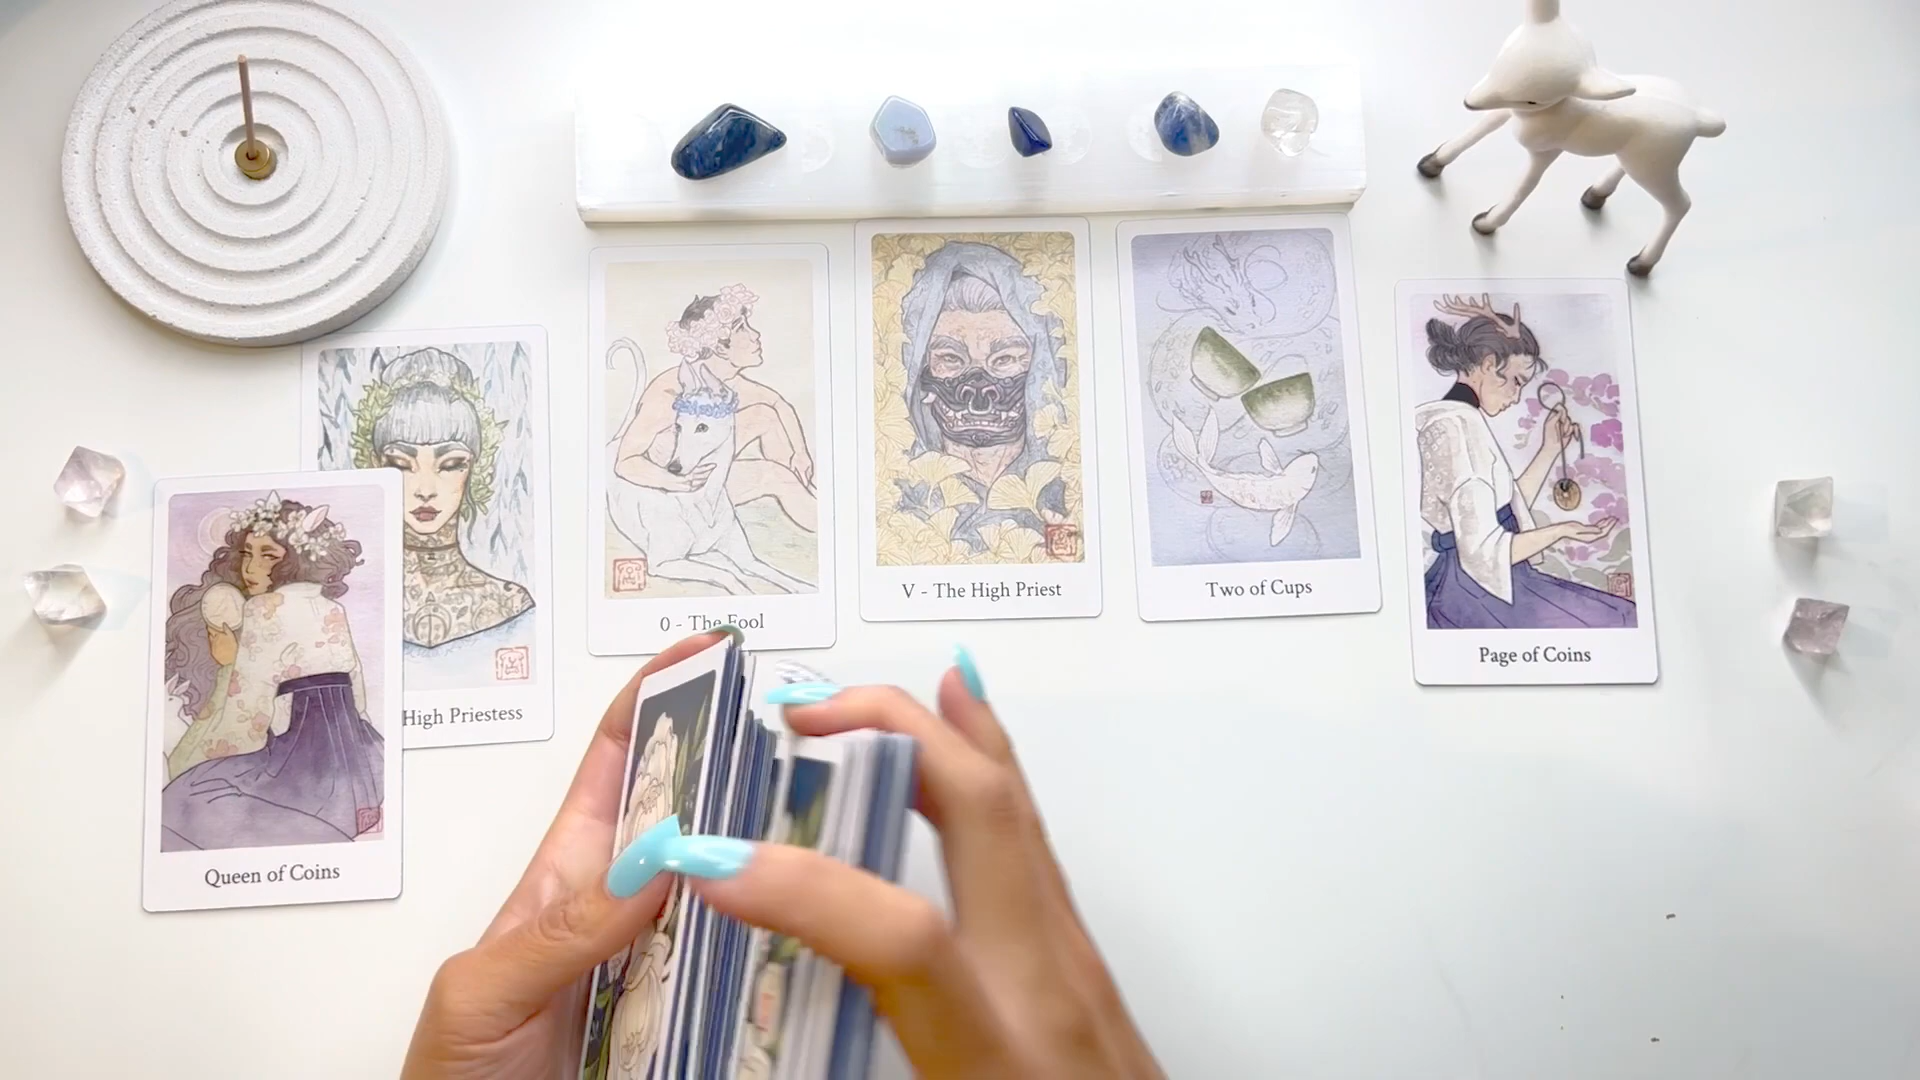 Queen of Coins
High Priestess
0 - The Fool
V - The High Priest
Two of Cups
Page of Coins